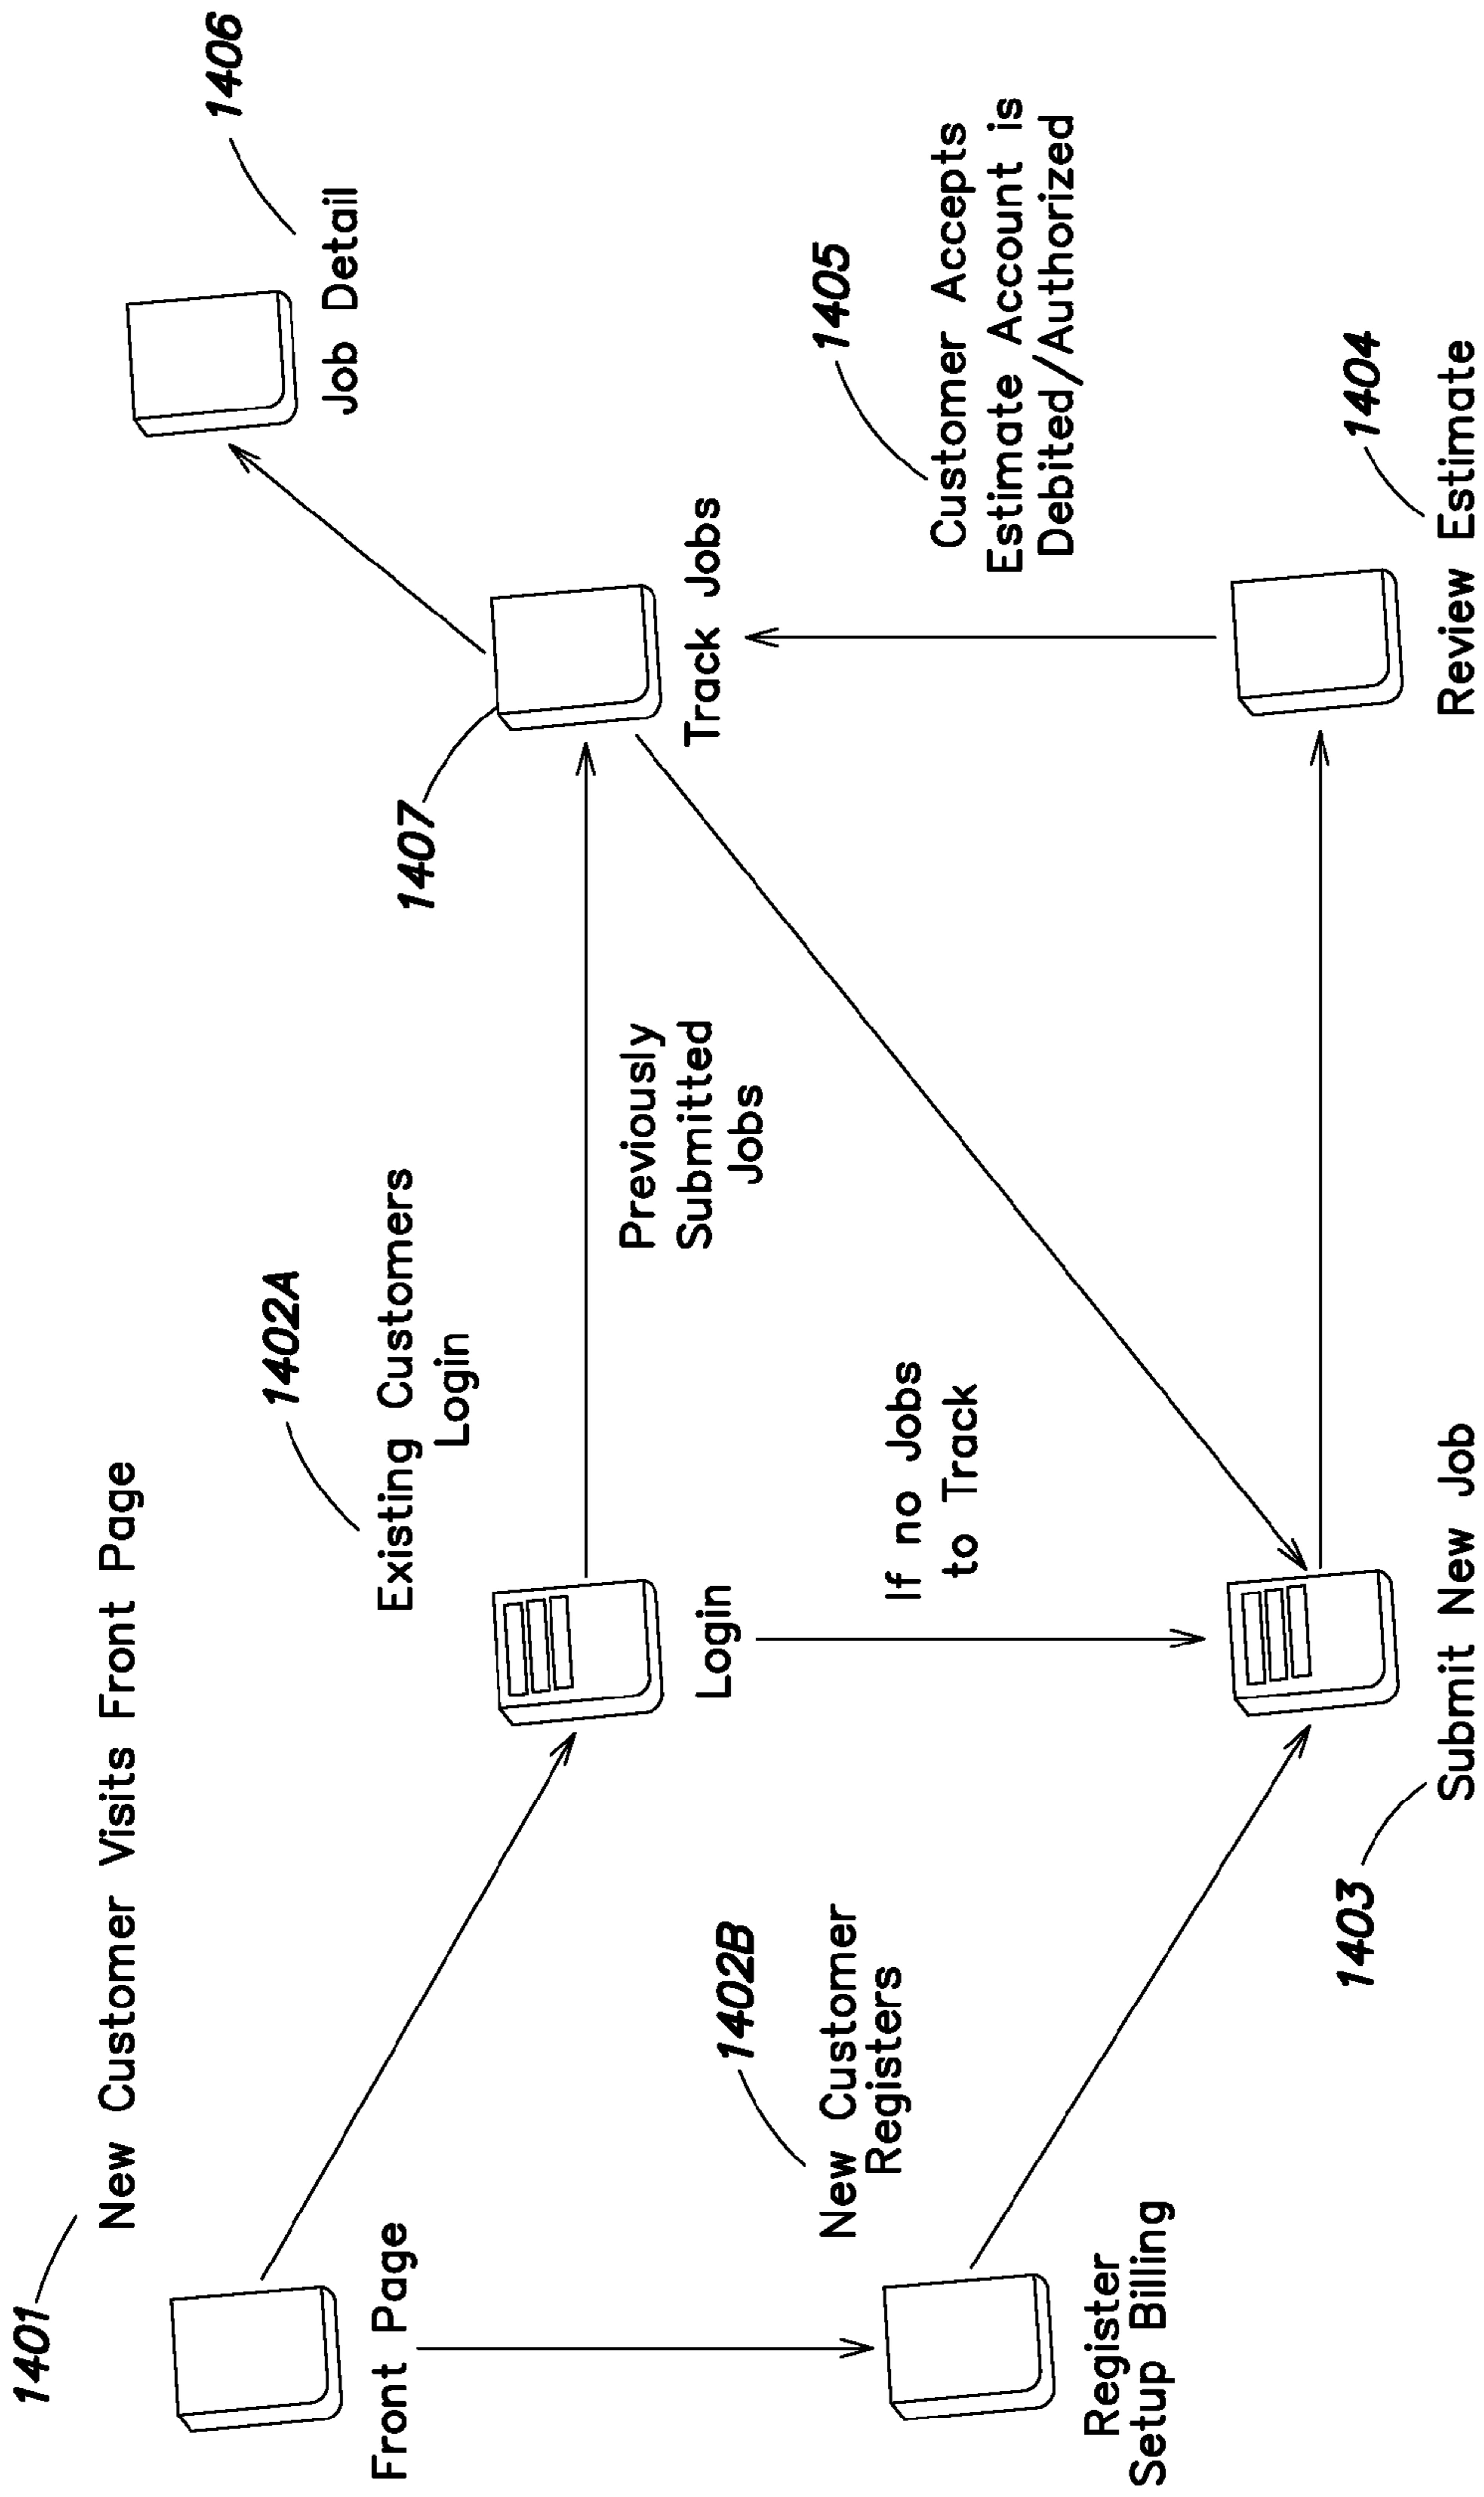 1401
New Customer Visits Front Page
Front Page
1402A
Existing Customers
Login
Login
1402B
New Customer
Registers
Register
Setup Billing
Previously
Submitted
Jobs
If no Jobs
to Track
1403
Submit New Job
1407
Track Jobs
1406
Job Detail
1405
Customer Accepts
Estimate Account is
Debited/Authorized
1404
Review Estimate